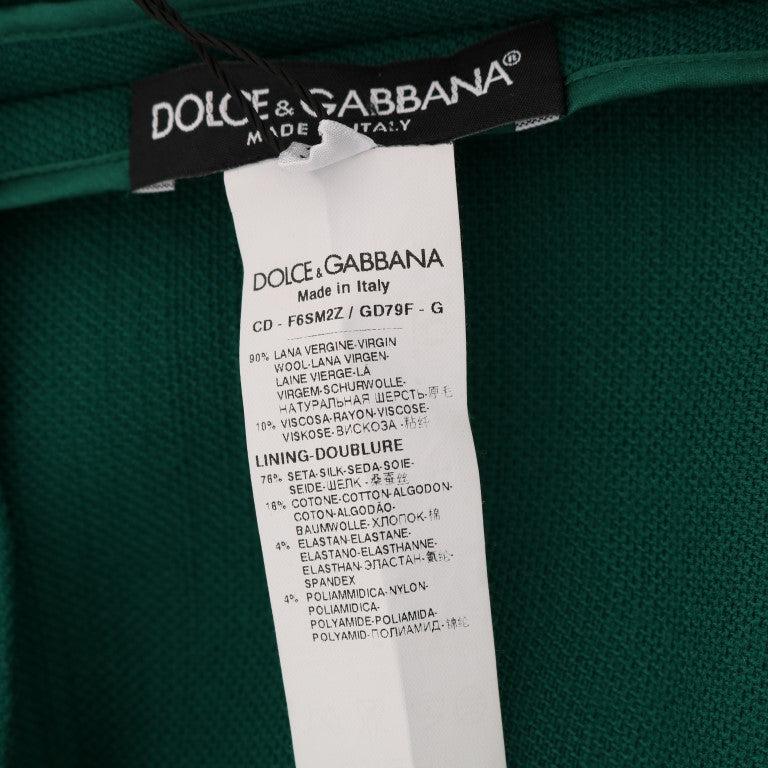 DOLCE & GABBANA®
MADE IN ITALY
DOLCE & GABBANA
Made in Italy
CD - F6SM2Z / GD79F - G
90% LANA VERGINE-VIRGIN
WOOL-LANA VIRGEN-
LAINE VIERGE-LÃ
VIRGEM-SCHURWOLLE-
НАТУРАЛЬНАЯ ШЕРСТЬ-原毛
10% VISCOSA-RAYON-VISCOSE-
VISKOSE-ВИСКОЗА -粘纤
LINING-DOUBLURE
76% SETA-SILK-SEDA-SOIE-
SEIDE-ШЕЛК -桑蚕丝
16% COTONE-COTTON-ALGODON-
COTON-ALGODÃO-
BAUMWOLLE-ХЛОПОК-棉
4% ELASTAN-ELASTANE-
ELASTANO-ELASTHANNE-
ELASTHAN-ЭЛАСТАН-氨纶-
SPANDEX
4% POLIAMMIDICA-NYLON-
POLIAMIDICA-
POLYAMIDE-POLIAMIDA-
POLYAMID-ПОЛИАМИД-锦纶